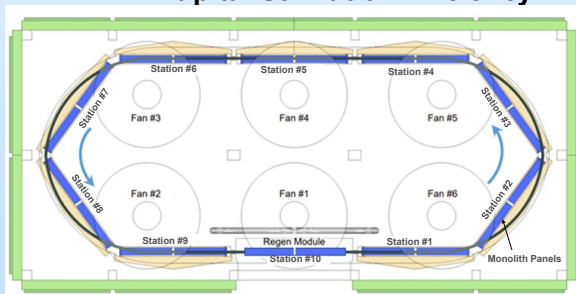 Station #6
Station #5
Station #4
Station #7
Station #3
Fan #3
Fan #4
Fan #5
Station #8
Fan #2
Fan #1
Fan #6
Station #2
Station #9
Regen Module
Station #1
Station #10
Monolith Panels